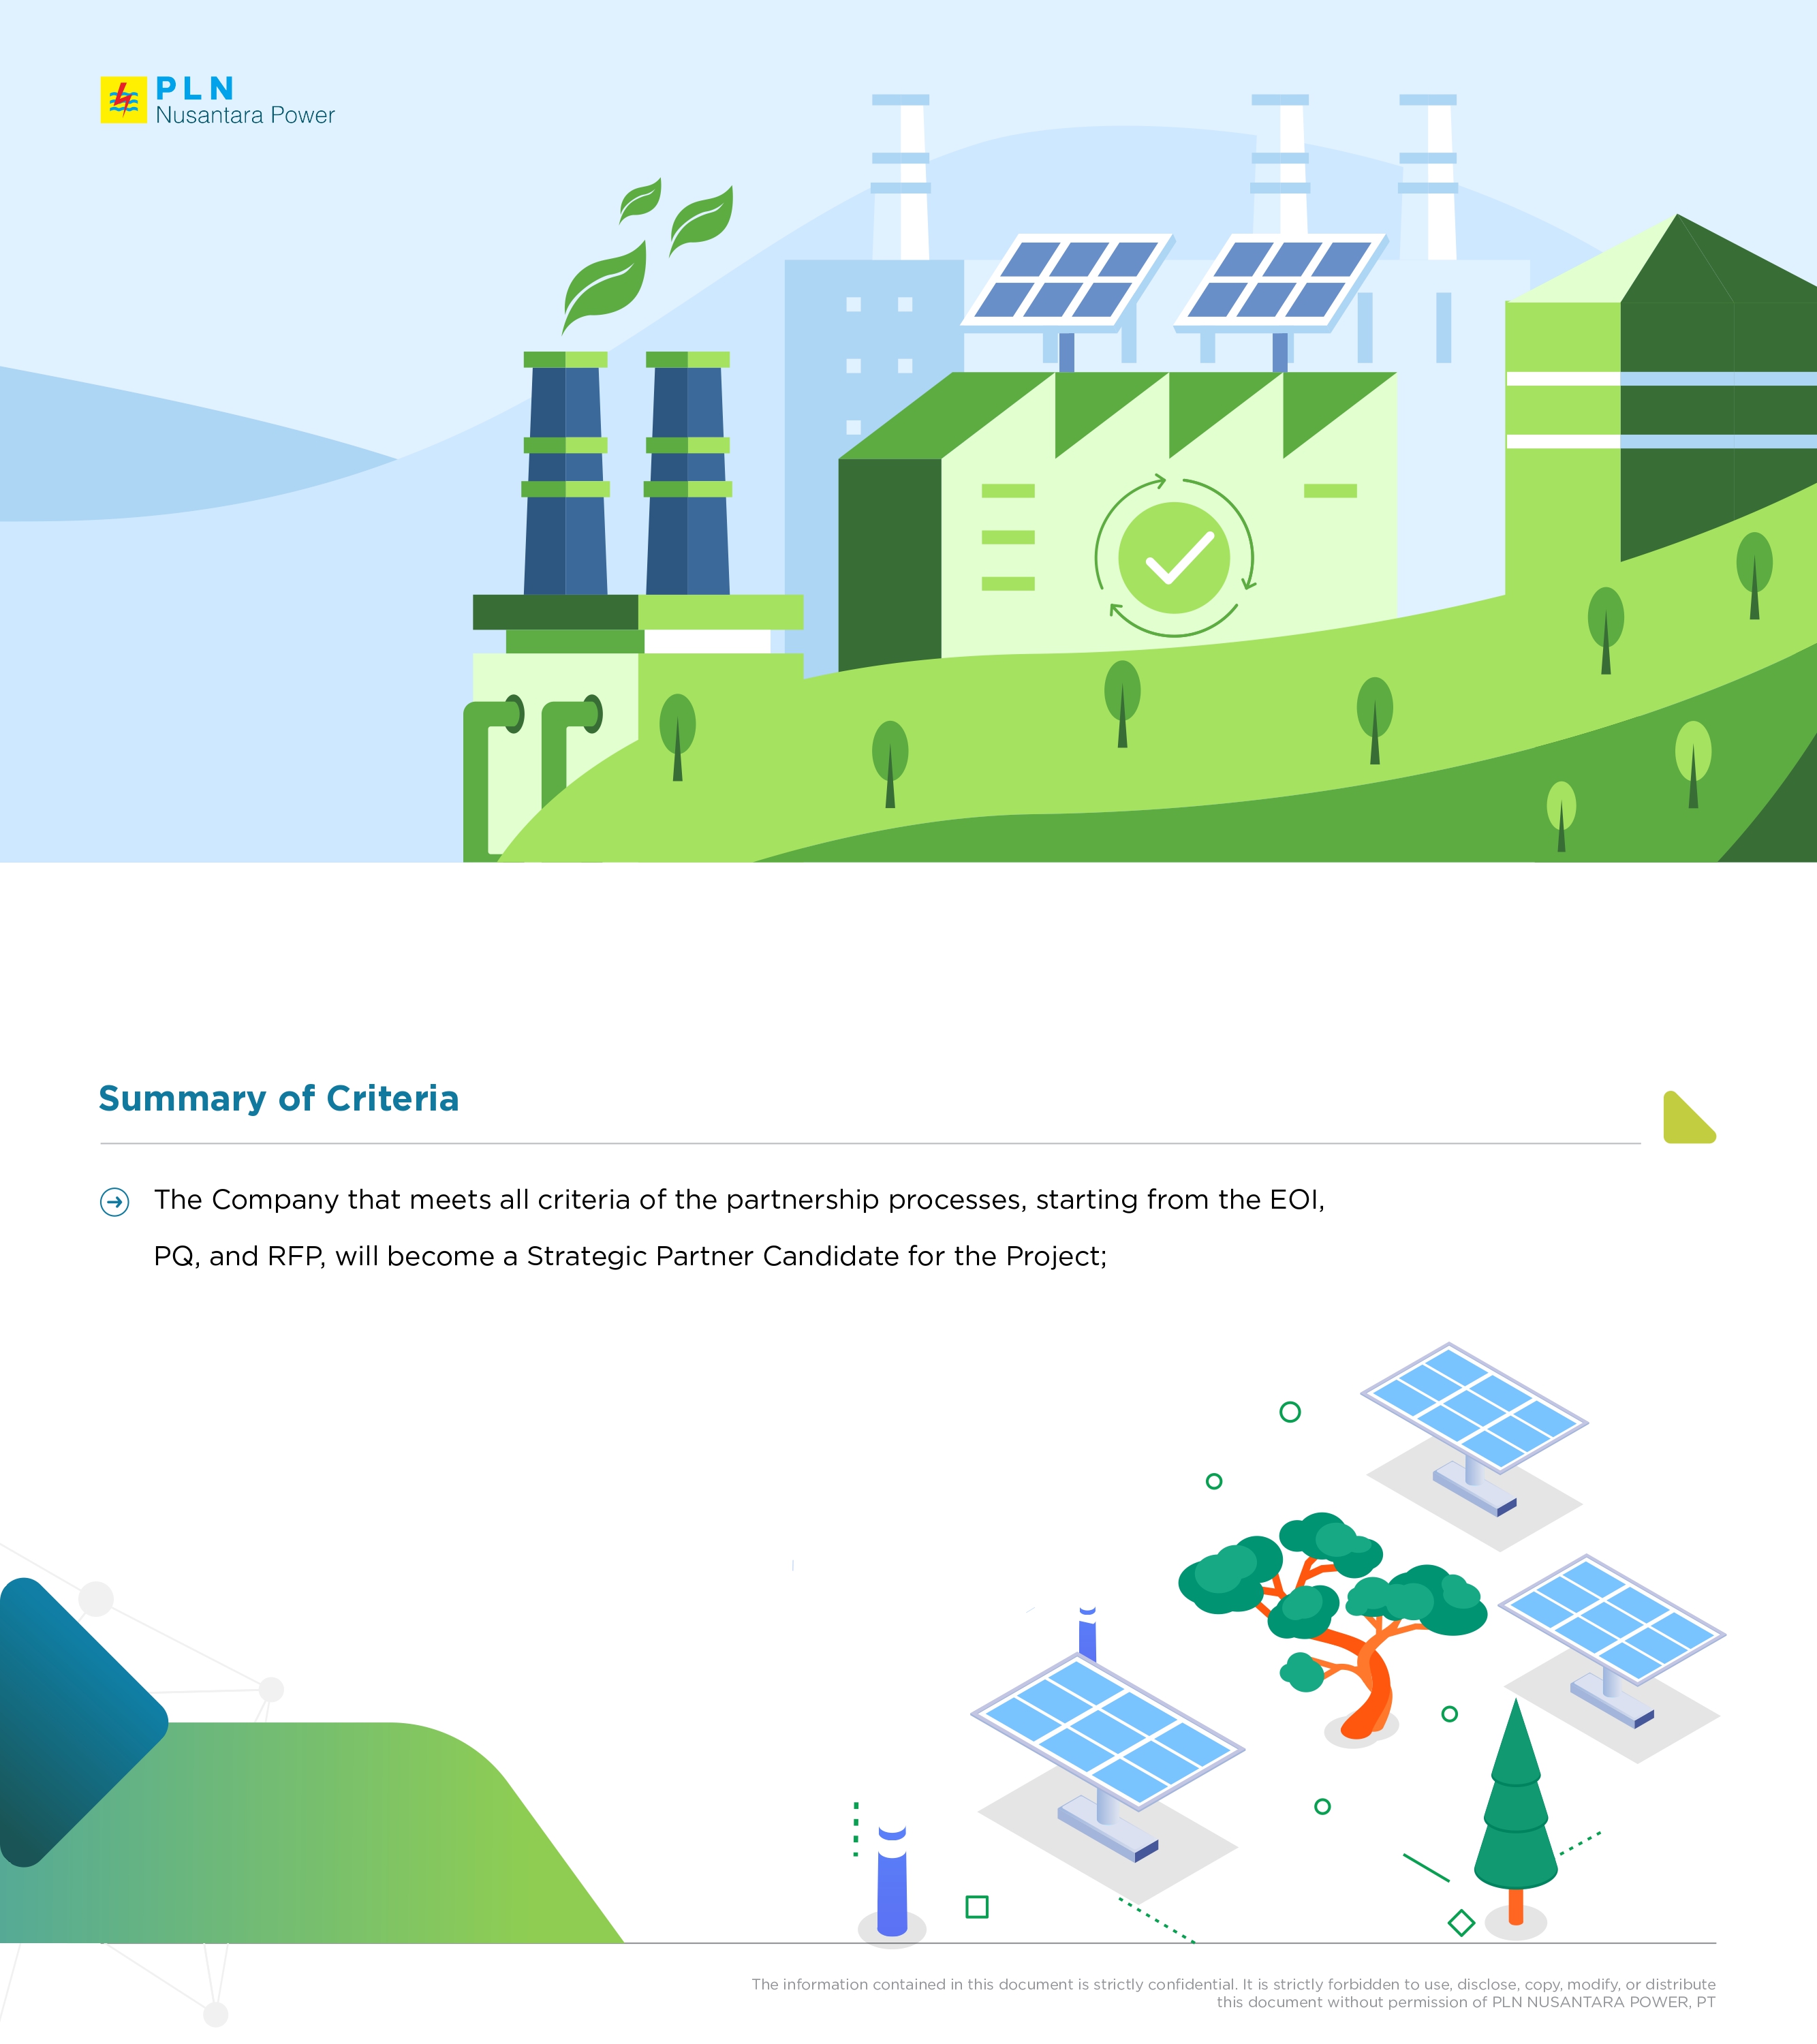 PLN
Nusantara Power
Summary of Criteria
The Company that meets all criteria of the partnership processes, starting from the EOI,
PQ, and RFP, will become a Strategic Partner Candidate for the Project;
The information contained in this document is strictly confidential. It is strictly forbidden to use, disclose, copy, modify, or distribute
this document without permission of PLN NUSANTARA POWER, PT